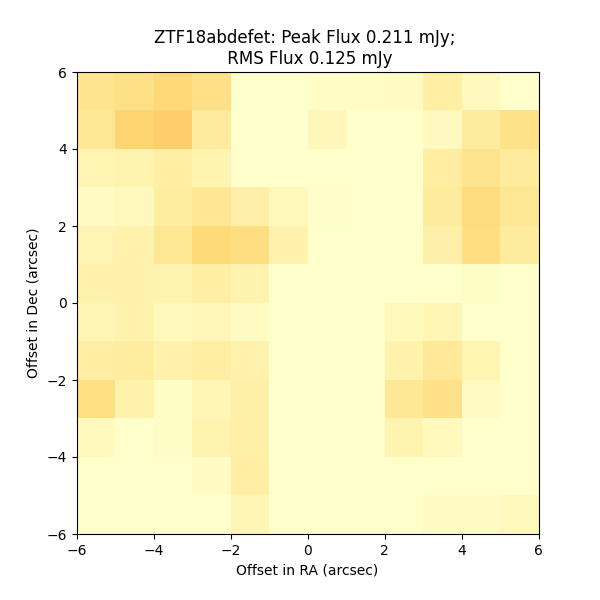 ZTF18abdefet: Peak Flux 0.211 mJy;
RMS Flux 0.125 mJy
6
4
2
0
−2
−4
−6
Offset in Dec (arcsec)
−6 −4 −2 0 2 4 6
Offset in RA (arcsec)